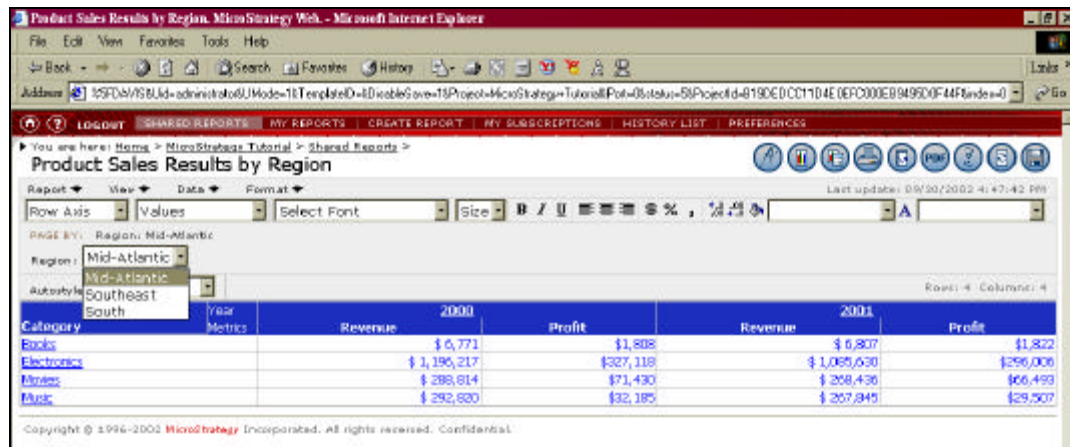 Product Sales Results by Region. MicroStrategy Web. - Microsoft Internet Explorer
File Edit View Favorites Tools Help
Back Search Favorites History Links
Address Go
LOGOUT SHARED REPORTS MY REPORTS CREATE REPORT MY SUBSCRIPTIONS HISTORY LIST PREFERENCES
You are here: Home > MicroStrategy Tutorial > Shared Reports >
Product Sales Results by Region
PDF
Report View Data Format Last update: 09/30/2002 4:47:42 PM
Row Axis Values Select Font Size B I U $ % , A
PAGE BY: Region: Mid-Atlantic
Region: Mid-Atlantic
Mid-Atlantic
Southeast
South
Autostyle Rows: 4 Columns: 4
Year 2000 2001
Category Metrics Revenue Profit Revenue Profit
Books $ 6,771 $1,808 $ 6,807 $1,822
Electronics $ 1,196,217 $327,118 $ 1,085,630 $296,006
Movies $ 288,814 $71,430 $ 268,436 $66,493
Music $ 292,820 $32,185 $ 267,845 $29,507
Copyright © 1996-2002 MicroStrategy Incorporated. All rights reserved. Confidential.